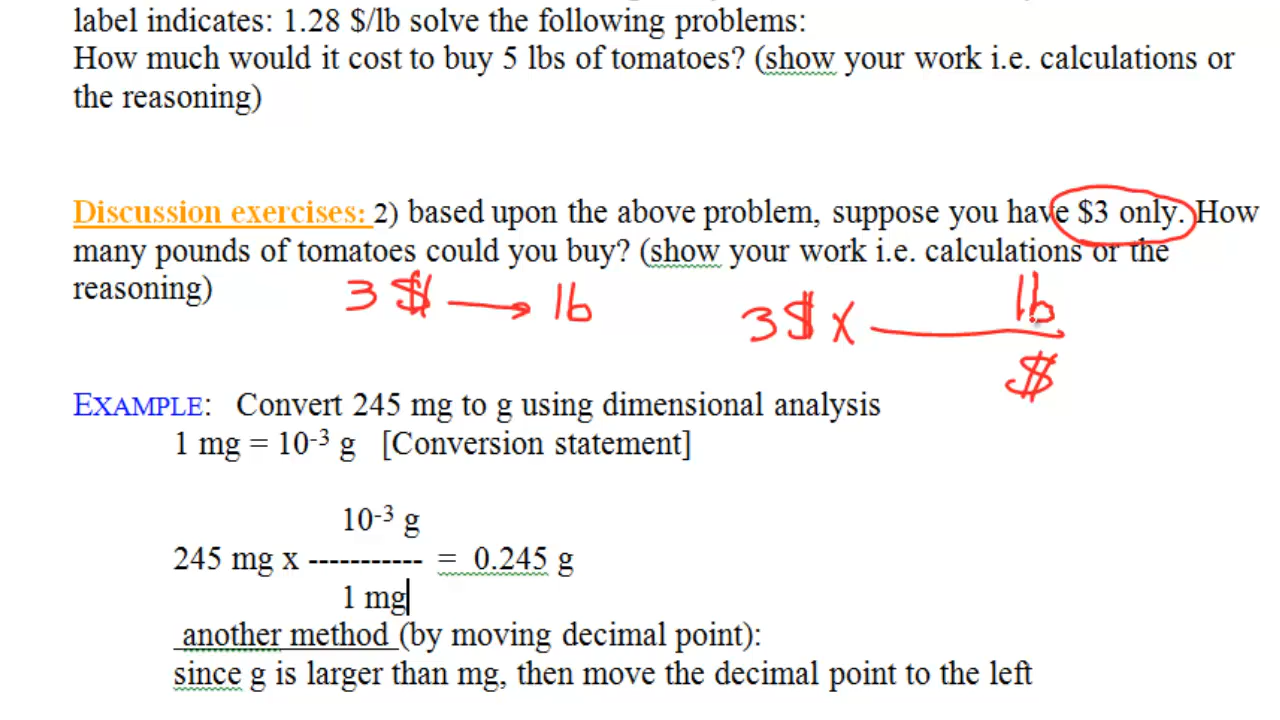 label indicates: 1.28 $/lb solve the following problems:
How much would it cost to buy 5 lbs of tomatoes? (show your work i.e. calculations or
the reasoning)
Discussion exercises: 2) based upon the above problem, suppose you have $3 only. How
many pounds of tomatoes could you buy? (show your work i.e. calculations or the
reasoning)
3 $ → lb
3 $ x lb
$
EXAMPLE: Convert 245 mg to g using dimensional analysis
1 mg = 10⁻³ g [Conversion statement]
10⁻³ g
245 mg x ----------- = 0.245 g
1 mg
another method (by moving decimal point):
since g is larger than mg, then move the decimal point to the left